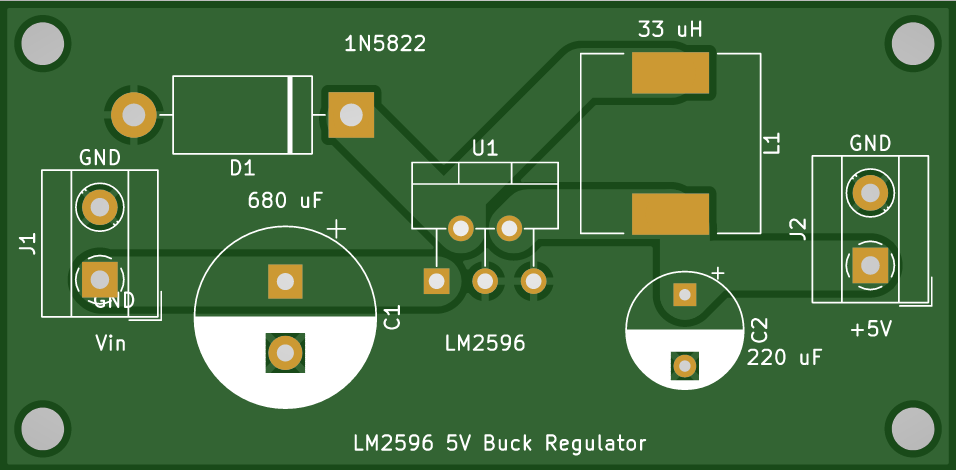 33 uH
1N5822
L1
U1
GND
GND
D1
680 uF
J1
J2
GND
+
+
C1
C2
Vin
LM2596
+5V
220 uF
LM2596 5V Buck Regulator